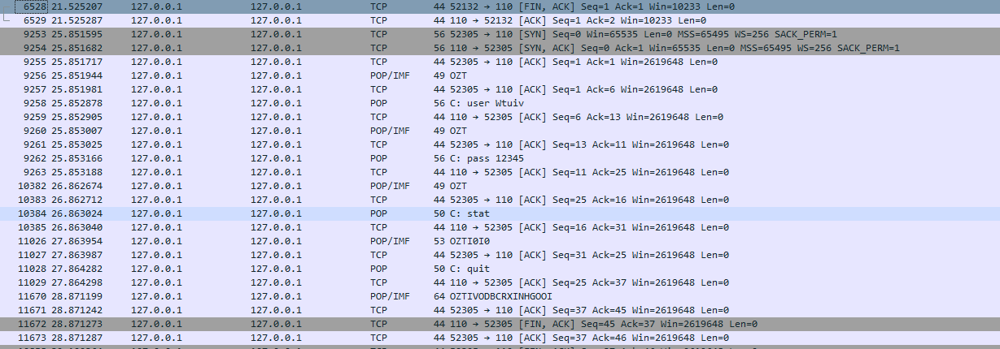 6528 21.525207 127.0.0.1 127.0.0.1 TCP 44 52132 → 110 [FIN, ACK] Seq=1 Ack=1 Win=10233 Len=0
6529 21.525287 127.0.0.1 127.0.0.1 TCP 44 110 → 52132 [ACK] Seq=1 Ack=2 Win=10233 Len=0
9253 25.851595 127.0.0.1 127.0.0.1 TCP 56 52305 → 110 [SYN] Seq=0 Win=65535 Len=0 MSS=65495 WS=256 SACK_PERM=1
9254 25.851682 127.0.0.1 127.0.0.1 TCP 56 110 → 52305 [SYN, ACK] Seq=0 Ack=1 Win=65535 Len=0 MSS=65495 WS=256 SACK_PERM=1
9255 25.851717 127.0.0.1 127.0.0.1 TCP 44 52305 → 110 [ACK] Seq=1 Ack=1 Win=2619648 Len=0
9256 25.851944 127.0.0.1 127.0.0.1 POP/IMF 49 OZT
9257 25.851981 127.0.0.1 127.0.0.1 TCP 44 52305 → 110 [ACK] Seq=1 Ack=6 Win=2619648 Len=0
9258 25.852878 127.0.0.1 127.0.0.1 POP 56 C: user Wtuiv
9259 25.852905 127.0.0.1 127.0.0.1 TCP 44 110 → 52305 [ACK] Seq=6 Ack=13 Win=2619648 Len=0
9260 25.853007 127.0.0.1 127.0.0.1 POP/IMF 49 OZT
9261 25.853025 127.0.0.1 127.0.0.1 TCP 44 52305 → 110 [ACK] Seq=13 Ack=11 Win=2619648 Len=0
9262 25.853166 127.0.0.1 127.0.0.1 POP 56 C: pass 12345
9263 25.853188 127.0.0.1 127.0.0.1 TCP 44 110 → 52305 [ACK] Seq=11 Ack=25 Win=2619648 Len=0
10382 26.862674 127.0.0.1 127.0.0.1 POP/IMF 49 OZT
10383 26.862712 127.0.0.1 127.0.0.1 TCP 44 52305 → 110 [ACK] Seq=25 Ack=16 Win=2619648 Len=0
10384 26.863024 127.0.0.1 127.0.0.1 POP 50 C: stat
10385 26.863040 127.0.0.1 127.0.0.1 TCP 44 110 → 52305 [ACK] Seq=16 Ack=31 Win=2619648 Len=0
11026 27.863954 127.0.0.1 127.0.0.1 POP/IMF 53 OZTI0I0
11027 27.863987 127.0.0.1 127.0.0.1 TCP 44 52305 → 110 [ACK] Seq=31 Ack=25 Win=2619648 Len=0
11028 27.864282 127.0.0.1 127.0.0.1 POP 50 C: quit
11029 27.864298 127.0.0.1 127.0.0.1 TCP 44 110 → 52305 [ACK] Seq=25 Ack=37 Win=2619648 Len=0
11670 28.871199 127.0.0.1 127.0.0.1 POP/IMF 64 OZTIVODBCRXINHGOOI
11671 28.871242 127.0.0.1 127.0.0.1 TCP 44 52305 → 110 [ACK] Seq=37 Ack=45 Win=2619648 Len=0
11672 28.871273 127.0.0.1 127.0.0.1 TCP 44 110 → 52305 [FIN, ACK] Seq=45 Ack=37 Win=2619648 Len=0
11673 28.871287 127.0.0.1 127.0.0.1 TCP 44 52305 → 110 [ACK] Seq=37 Ack=46 Win=2619648 Len=0